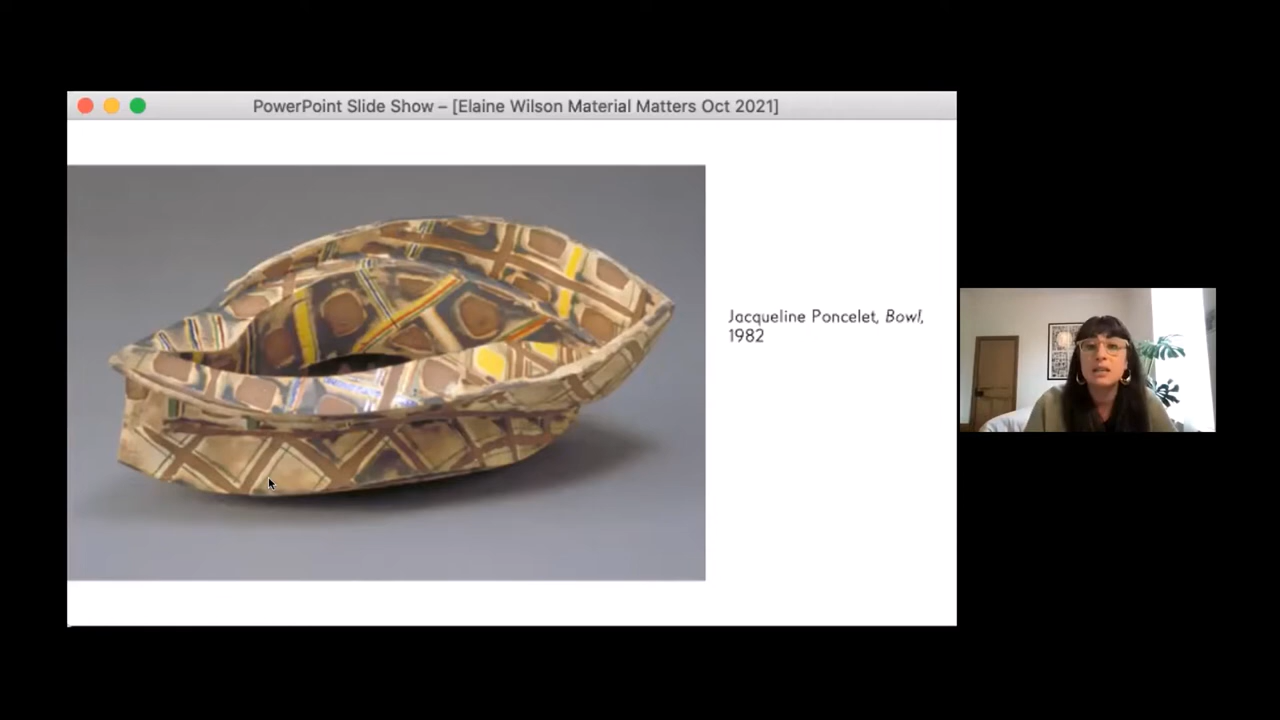 PowerPoint Slide Show – [Elaine Wilson Material Matters Oct 2021]
Jacqueline Poncelet, Bowl,
1982